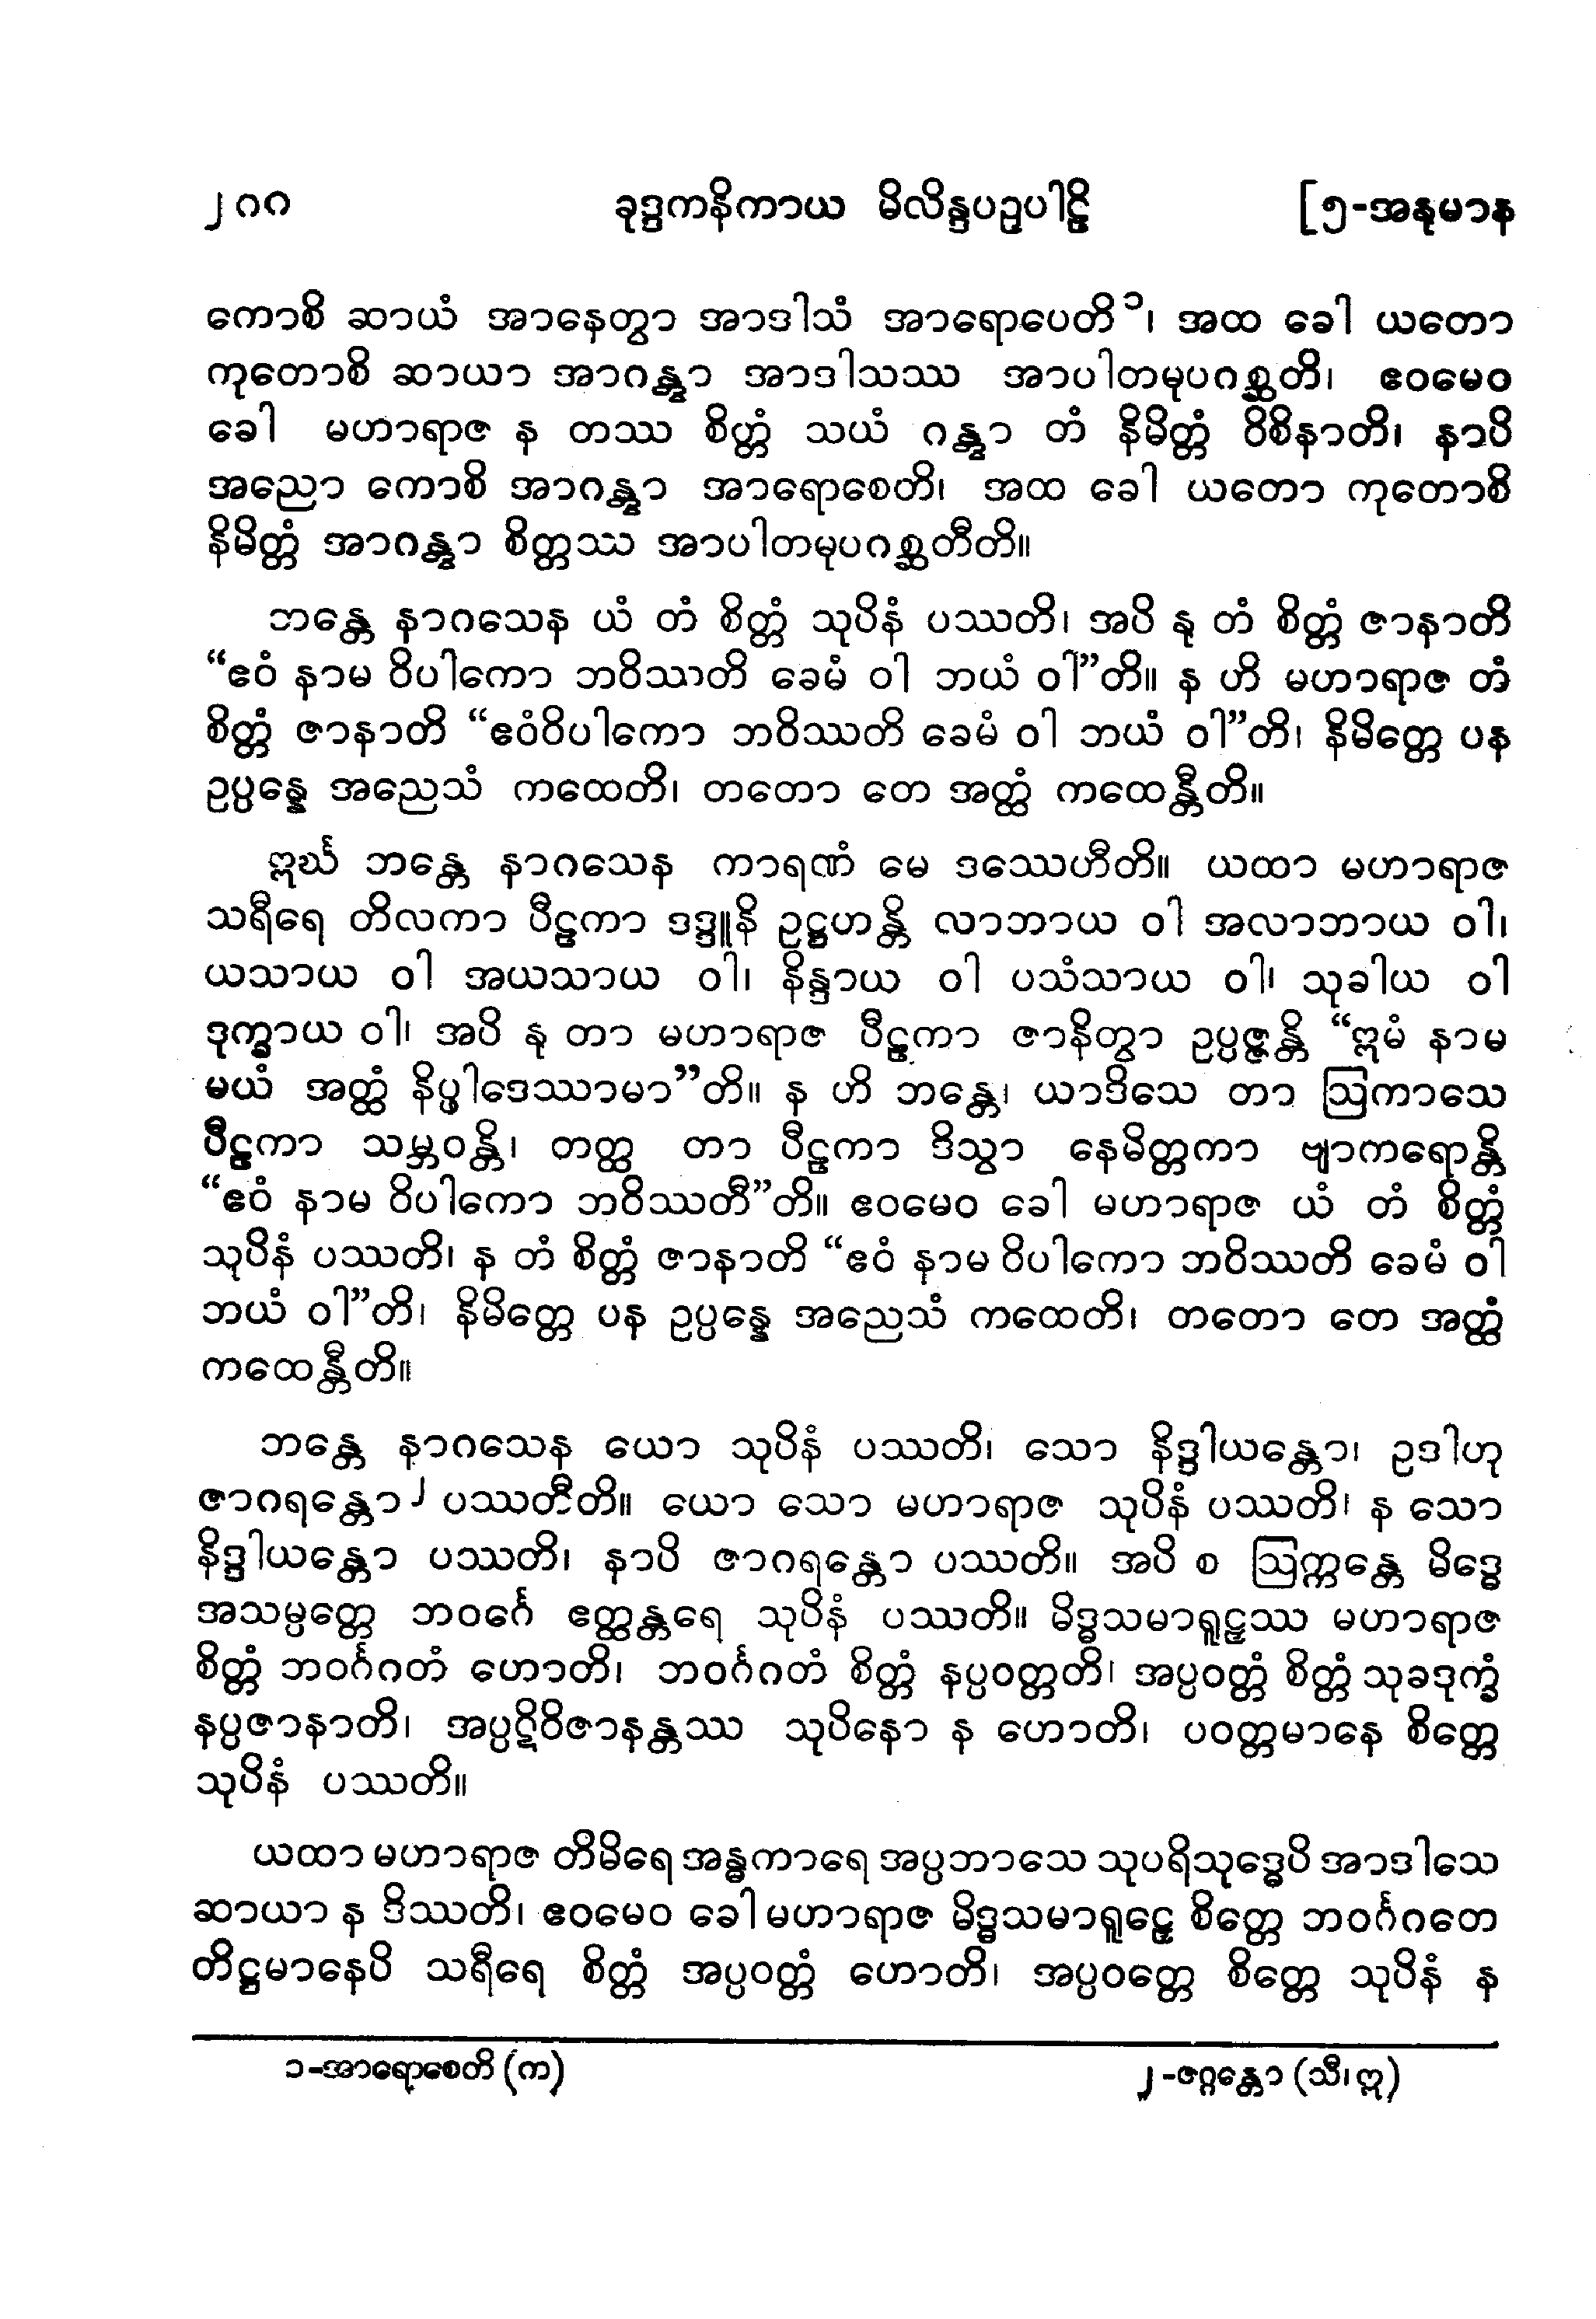 ၂၈၈ ခုဒ္ဒကနိကာယ မိလိန္ဒပဉှပါဠိ [၅-အနုမာန
ကောစိ ဆာယံ အာနေတွာ အာဒါသံ အာရောပေတိ၁၊ အထ ခေါ ယတော
ကုတောစိ ဆာယာ အာဂန္တွာ အာဒါသဿ အာပါတမုပဂစ္ဆတိ၊ ဧဝမေဝ
ခေါ မဟာရာဇ န တဿ စိတ္တံ သယံ ဂန္တွာ တံ နိမိတ္တံ ဝိစိနာတိ၊ နာပိ
အညော ကောစိ အာဂန္တွာ အာရောစေတိ၊ အထ ခေါ ယတော ကုတောစိ
နိမိတ္တံ အာဂန္တွာ စိတ္တဿ အာပါတမုပဂစ္ဆတီတိ။
ဘန္တေ နာဂသေန ယံ တံ စိတ္တံ သုပိနံ ပဿတိ၊ အပိ နု တံ စိတ္တံ ဇာနာတိ
“ဧဝံ နာမ ဝိပါကော ဘဝိဿတိ ခေမံ ဝါ ဘယံ ဝါ”တိ။ န ဟိ မဟာရာဇ တံ
စိတ္တံ ဇာနာတိ “ဧဝံဝိပါကော ဘဝိဿတိ ခေမံ ဝါ ဘယံ ဝါ”တိ၊ နိမိတ္တေ ပန
ဥပ္ပန္နေ အညေသံ ကထေတိ၊ တတော တေ အတ္ထံ ကထေန္တီတိ။
ဣင်္ဃ ဘန္တေ နာဂသေန ကာရဏံ မေ ဒဿေဟီတိ။ ယထာ မဟာရာဇ
သရီရေ တိလကာ ပီဠကာ ဒဒ္ဒူနိ ဥဋ္ဌဟန္တိ လာဘာယ ဝါ အလာဘာယ ဝါ၊
ယသာယ ဝါ အယသာယ ဝါ၊ နိန္ဒာယ ဝါ ပသံသာယ ဝါ၊ သုခါယ ဝါ
ဒုက္ခာယ ဝါ၊ အပိ နု တာ မဟာရာဇ ပီဠကာ ဇာနိတွာ ဥပ္ပဇ္ဇန္တိ “ဣမံ နာမ
မယံ အတ္ထံ နိပ္ဖါဒေဿာမာ”တိ။ န ဟိ ဘန္တေ၊ ယာဒိသေ တာ ဩကာသေ
ပီဠကာ သမ္ဘဝန္တိ၊ တတ္ထ တာ ပီဠကာ ဒိသွာ နေမိတ္တကာ ဗျာကရောန္တိ
“ဧဝံ နာမ ဝိပါကော ဘဝိဿတီ”တိ။ ဧဝမေဝ ခေါ မဟာရာဇ ယံ တံ စိတ္တံ
သုပိနံ ပဿတိ၊ န တံ စိတ္တံ ဇာနာတိ “ဧဝံ နာမ ဝိပါကော ဘဝိဿတိ ခေမံ ဝါ
ဘယံ ဝါ”တိ၊ နိမိတ္တေ ပန ဥပ္ပန္နေ အညေသံ ကထေတိ၊ တတော တေ အတ္ထံ
ကထေန္တီတိ။
ဘန္တေ နာဂသေန ယော သုပိနံ ပဿတိ၊ သော နိဒ္ဒါယန္တော၊ ဥဒါဟု
ဇာဂရန္တော၂ ပဿတီတိ။ ယော သော မဟာရာဇ သုပိနံ ပဿတိ၊ န သော
နိဒ္ဒါယန္တော ပဿတိ၊ နာပိ ဇာဂရန္တော ပဿတိ။ အပိ စ ဩက္ကန္တေ မိဒ္ဓေ
အသမ္ပတ္တေ ဘဝင်္ဂေ ဧတ္ထန္တရေ သုပိနံ ပဿတိ။ မိဒ္ဓသမာရူဠှဿ မဟာရာဇ
စိတ္တံ ဘဝင်္ဂဂတံ ဟောတိ၊ ဘဝင်္ဂဂတံ စိတ္တံ နပ္ပဝတ္တတိ၊ အပ္ပဝတ္တံ စိတ္တံ သုခဒုက္ခံ
နပ္ပဇာနာတိ၊ အပ္ပဋိဝိဇာနန္တဿ သုပိနော န ဟောတိ၊ ပဝတ္တမာနေ စိတ္တေ
သုပိနံ ပဿတိ။
ယထာ မဟာရာဇ တိမိရေ အန္ဓကာရေ အပ္ပဘာသေ သုပရိသုဒ္ဓေပိ အာဒါသေ
ဆာယာ န ဒိဿတိ၊ ဧဝမေဝ ခေါ မဟာရာဇ မိဒ္ဓသမာရူဠှေ စိတ္တေ ဘဝင်္ဂဂတေ
တိဋ္ဌမာနေပိ သရီရေ စိတ္တံ အပ္ပဝတ္တံ ဟောတိ၊ အပ္ပဝတ္တေ စိတ္တေ သုပိနံ န
၁-အာရောစေတိ (က) ၂-ဇဂ္ဂန္တော (သီ၊ ဣ)